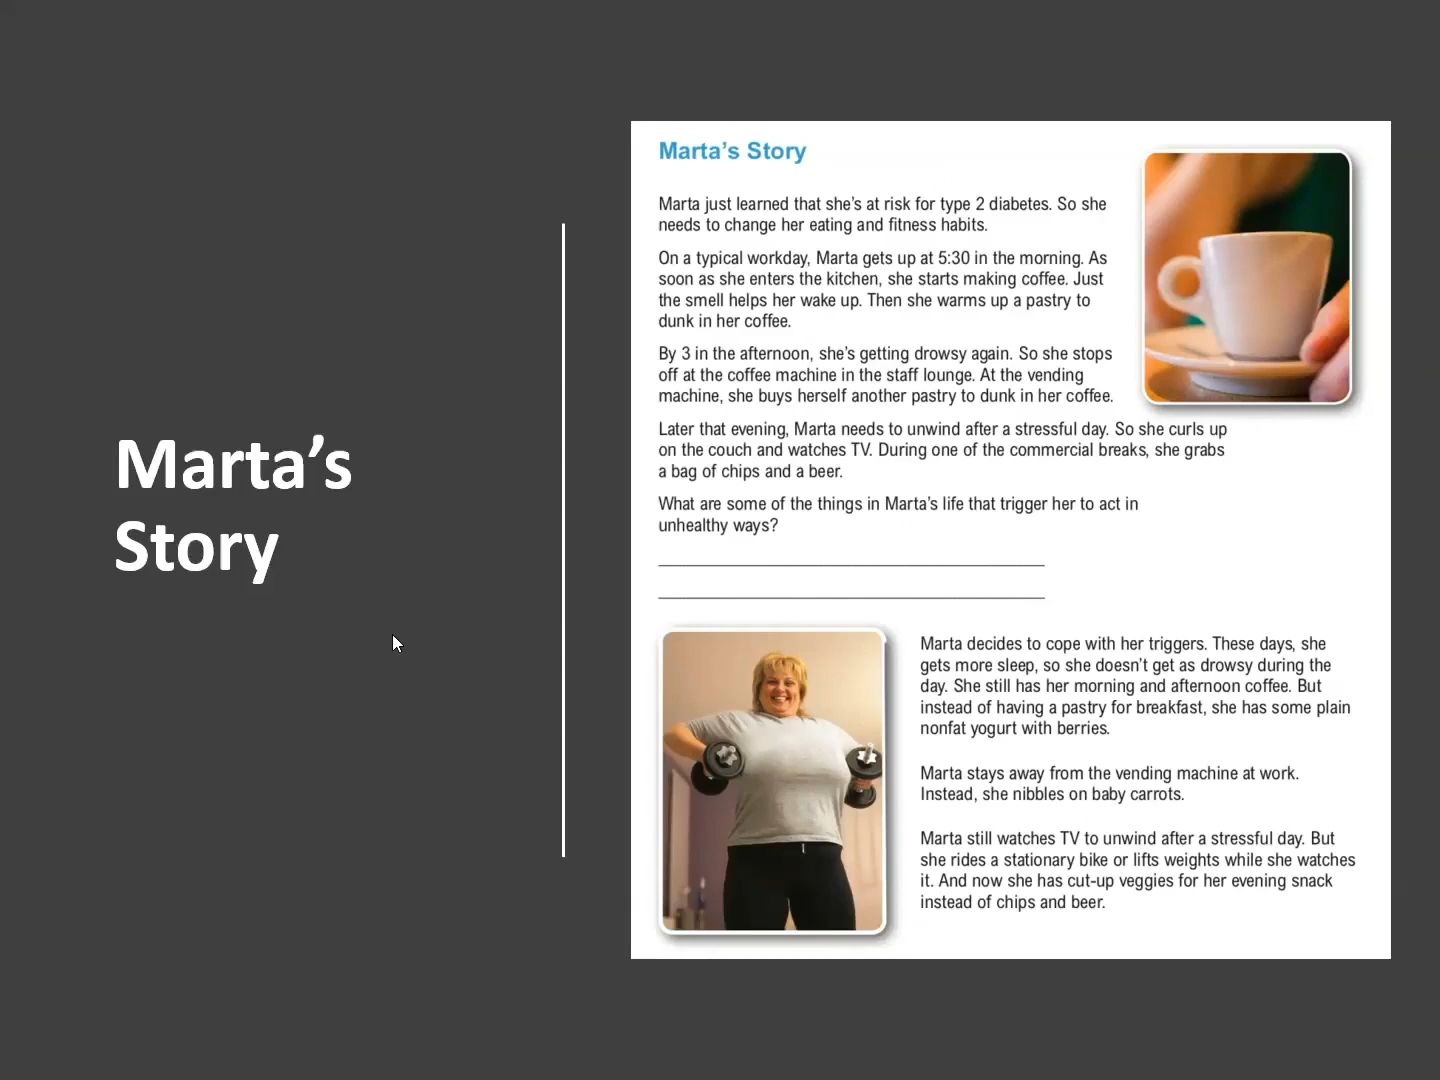 Marta’s
Story
Marta’s Story
Marta just learned that she’s at risk for type 2 diabetes. So she
needs to change her eating and fitness habits.
On a typical workday, Marta gets up at 5:30 in the morning. As
soon as she enters the kitchen, she starts making coffee. Just
the smell helps her wake up. Then she warms up a pastry to
dunk in her coffee.
By 3 in the afternoon, she’s getting drowsy again. So she stops
off at the coffee machine in the staff lounge. At the vending
machine, she buys herself another pastry to dunk in her coffee.
Later that evening, Marta needs to unwind after a stressful day. So she curls up
on the couch and watches TV. During one of the commercial breaks, she grabs
a bag of chips and a beer.
What are some of the things in Marta’s life that trigger her to act in
unhealthy ways?
Marta decides to cope with her triggers. These days, she
gets more sleep, so she doesn’t get as drowsy during the
day. She still has her morning and afternoon coffee. But
instead of having a pastry for breakfast, she has some plain
nonfat yogurt with berries.
Marta stays away from the vending machine at work.
Instead, she nibbles on baby carrots.
Marta still watches TV to unwind after a stressful day. But
she rides a stationary bike or lifts weights while she watches
it. And now she has cut-up veggies for her evening snack
instead of chips and beer.